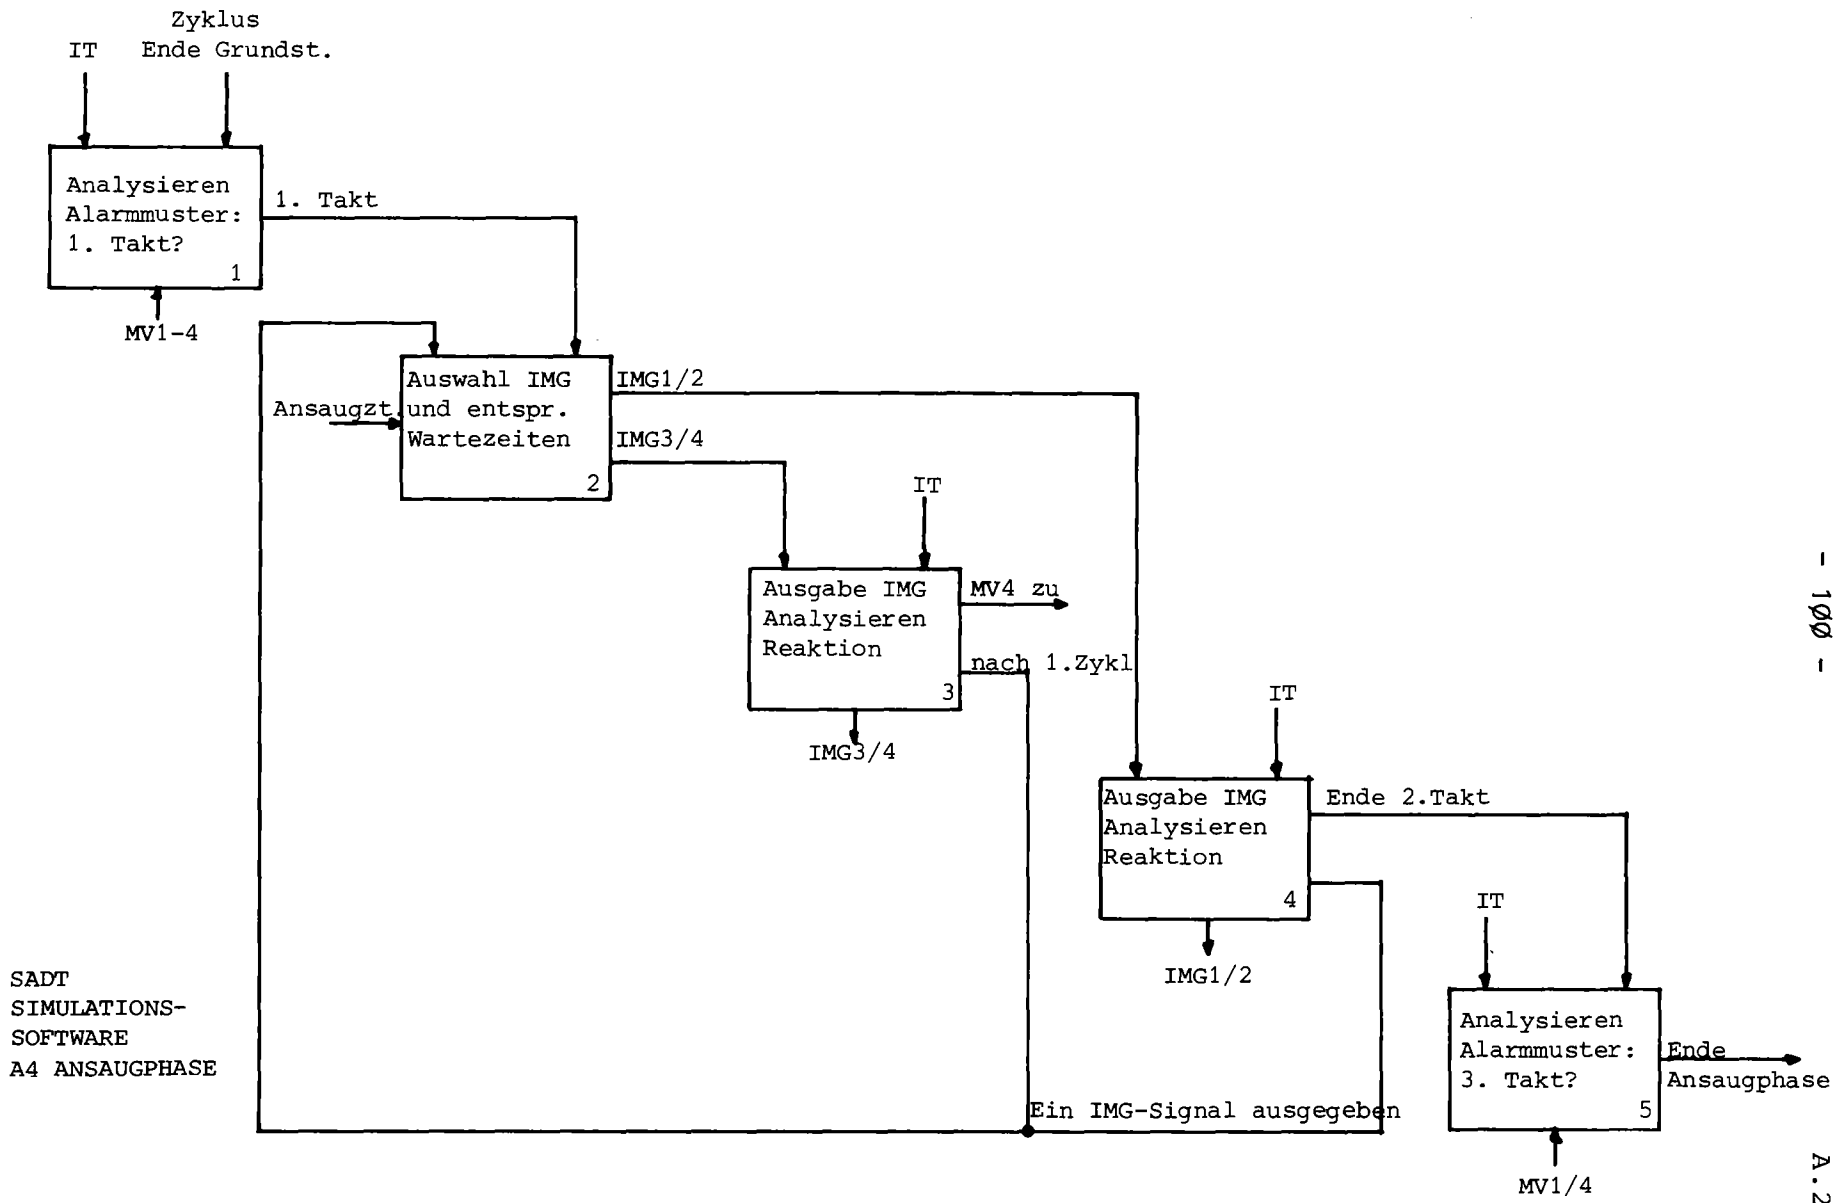 Zyklus
IT Ende Grundst.
Analysieren
Alarmmuster:
1. Takt?
1
1. Takt
MV1-4
Auswahl IMG
und entspr.
Wartezeiten
2
Ansaugzt.
IMG1/2
IMG3/4
IT
Ausgabe IMG
Analysieren
Reaktion
3
MV4 zu
nach 1.Zykl
IMG3/4
IT
Ausgabe IMG
Analysieren
Reaktion
4
Ende 2.Takt
IMG1/2
IT
Analysieren
Alarmmuster:
3. Takt?
5
Ende
Ansaugphase
MV1/4
Ein IMG-Signal ausgegeben
SADT
SIMULATIONS-
SOFTWARE
A4 ANSAUGPHASE
- 1ØØ -
A.2